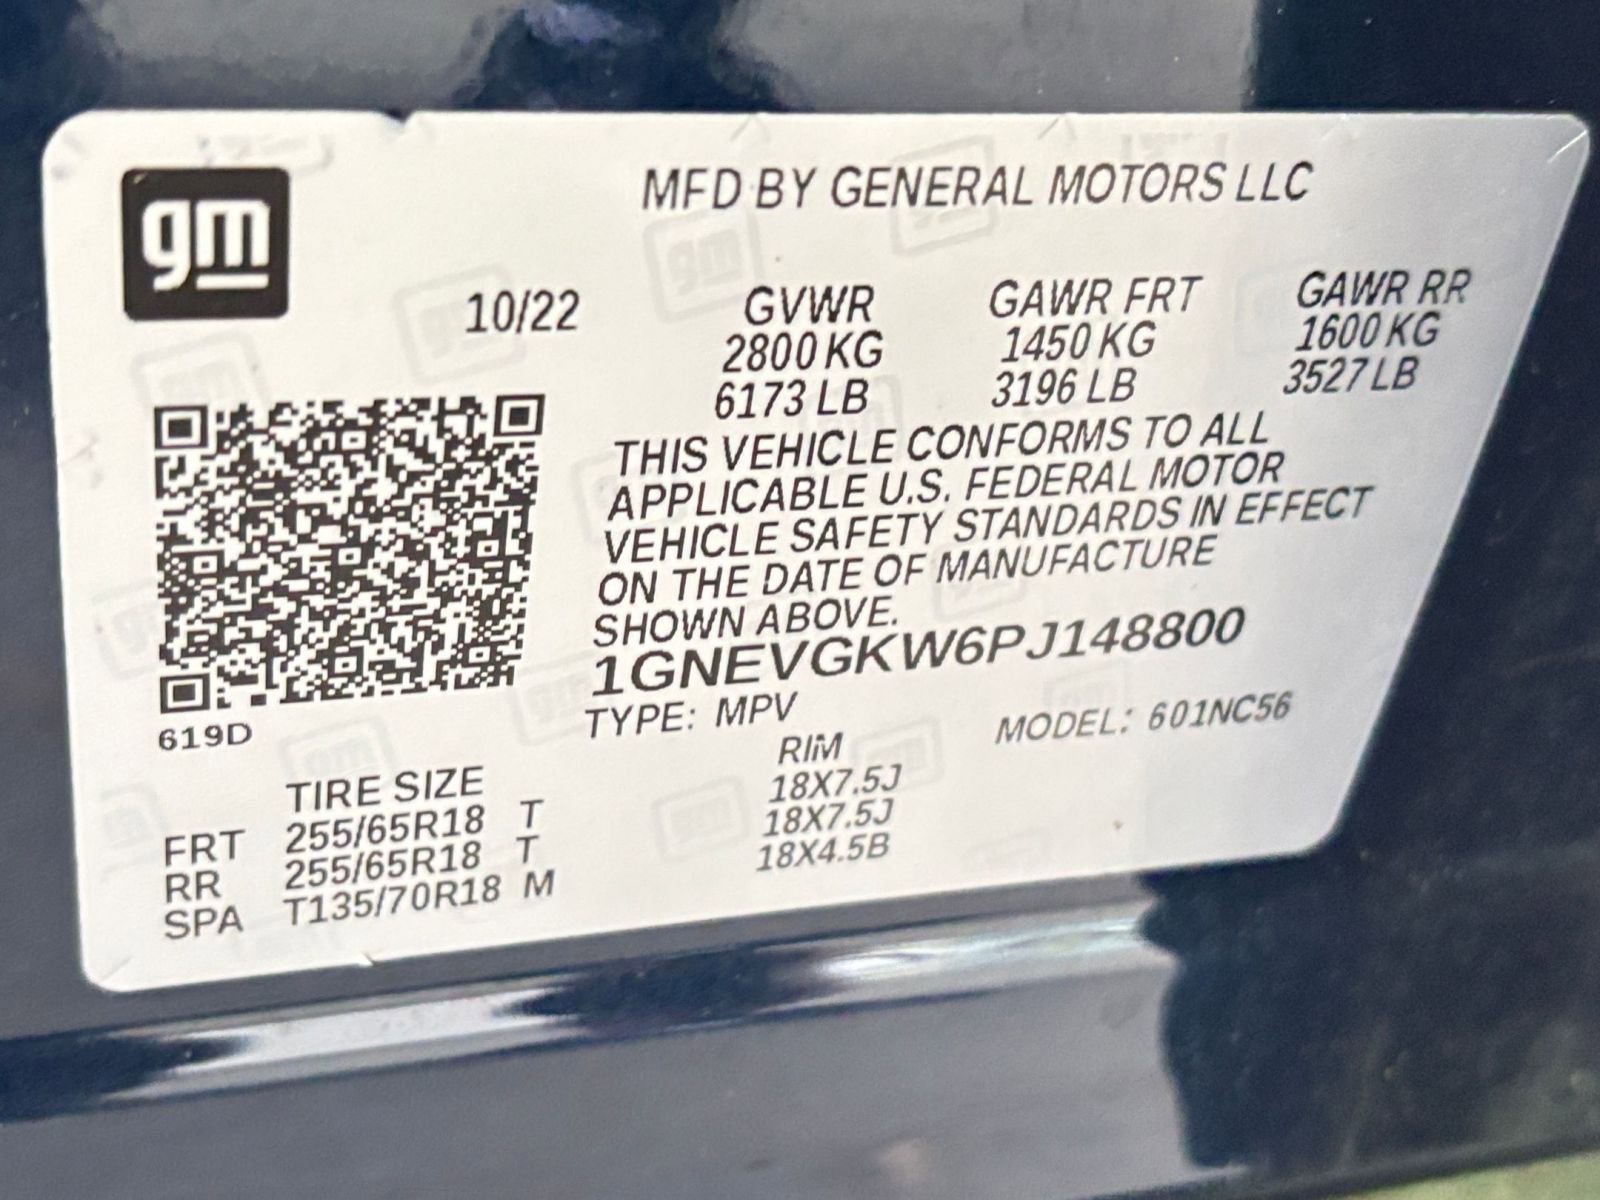 gm
MFD BY GENERAL MOTORS LLC
10/22 GVWR GAWR FRT GAWR RR
2800 KG 1450 KG 1600 KG
6173 LB 3196 LB 3527 LB
THIS VEHICLE CONFORMS TO ALL
APPLICABLE U.S. FEDERAL MOTOR
VEHICLE SAFETY STANDARDS IN EFFECT
ON THE DATE OF MANUFACTURE
SHOWN ABOVE.
1GNEVGKW6PJ148800
TYPE: MPV MODEL: 601NC56
619D
TIRE SIZE RIM
FRT 255/65R18 T 18X7.5J
RR 255/65R18 T 18X7.5J
SPA T135/70R18 M 18X4.5B